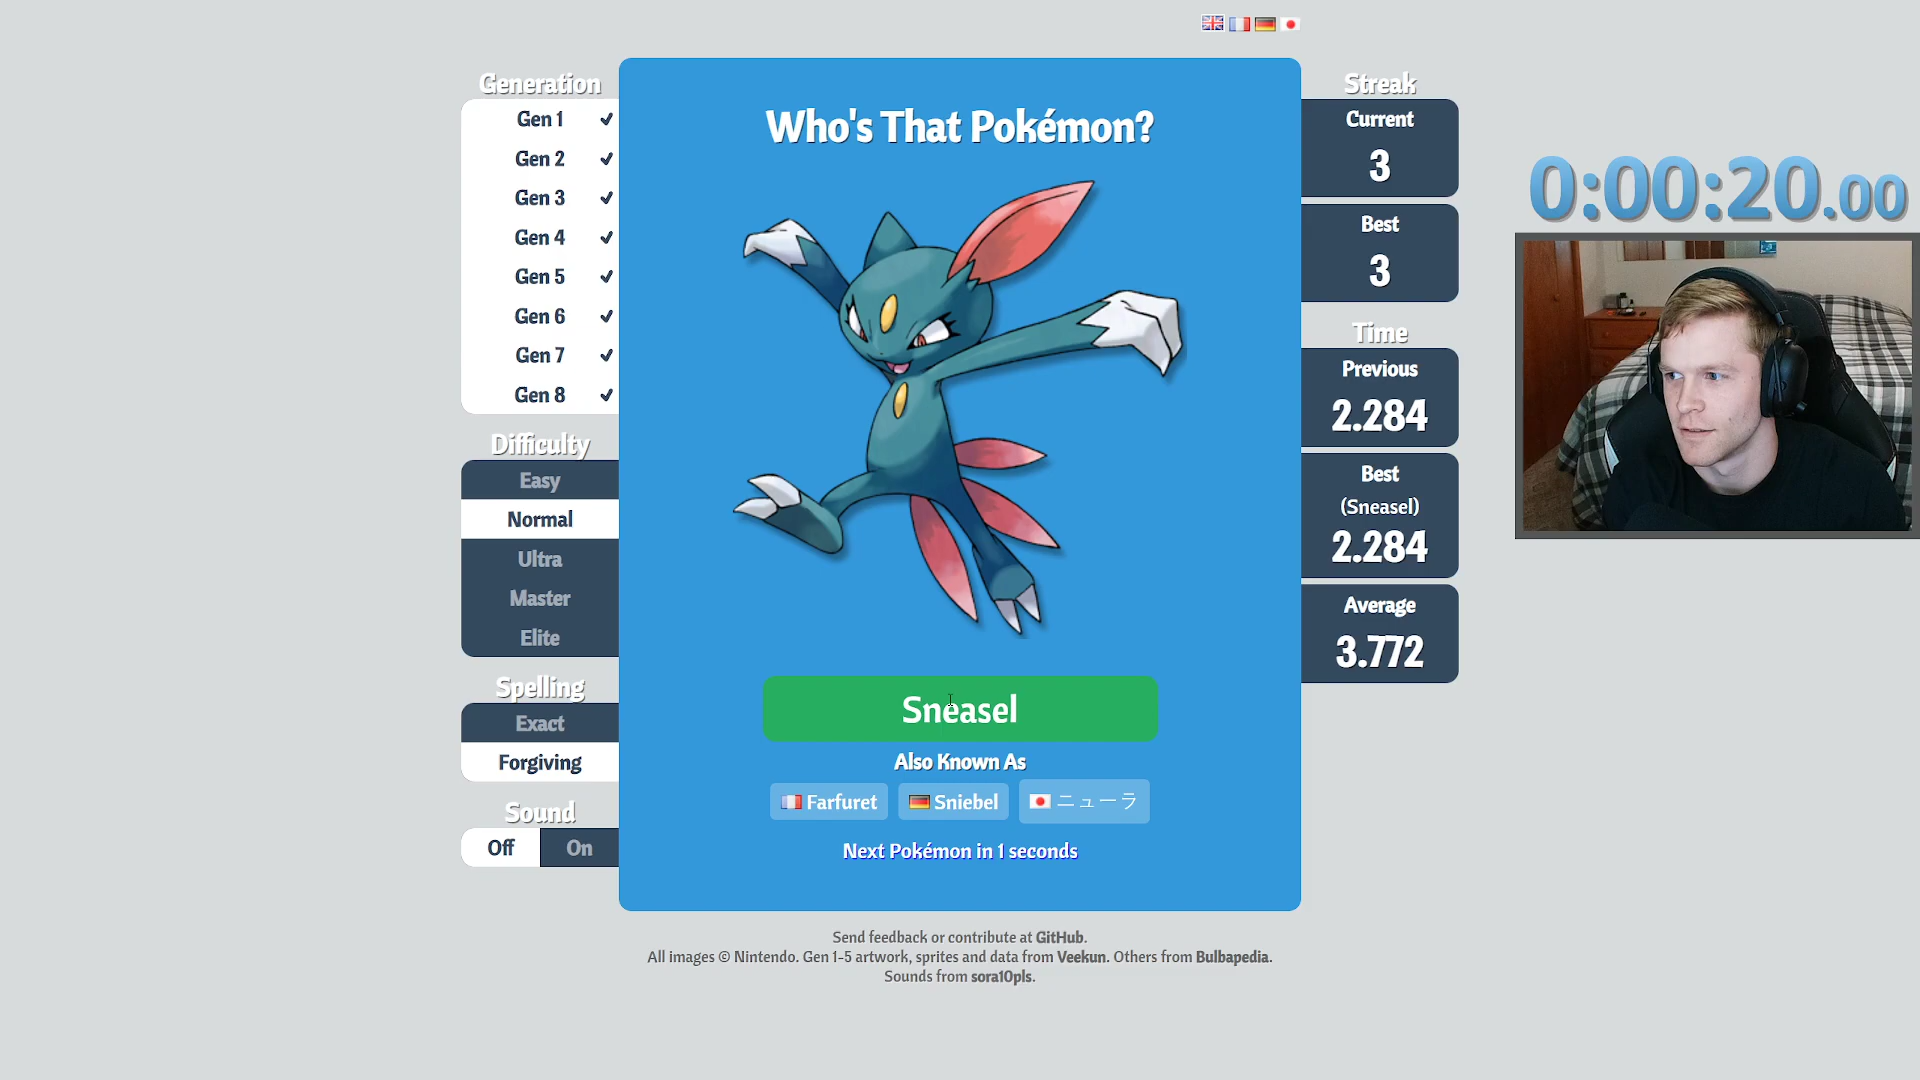 Generation
Gen 1
Gen 2
Gen 3
Gen 4
Gen 5
Gen 6
Gen 7
Gen 8
Difficulty
Easy
Normal
Ultra
Master
Elite
Spelling
Exact
Forgiving
Sound
Off On
Who's That Pokémon?
Sneasel
Also Known As
Farfuret Sniebel ニューラ
Next Pokémon in 1 seconds
Streak
Current
3
Best
3
Time
Previous
2.284
Best
(Sneasel)
2.284
Average
3.772
0:00:20.00
Send feedback or contribute at GitHub.
All images © Nintendo. Gen 1-5 artwork, sprites and data from Veekun. Others from Bulbapedia.
Sounds from sora10pls.